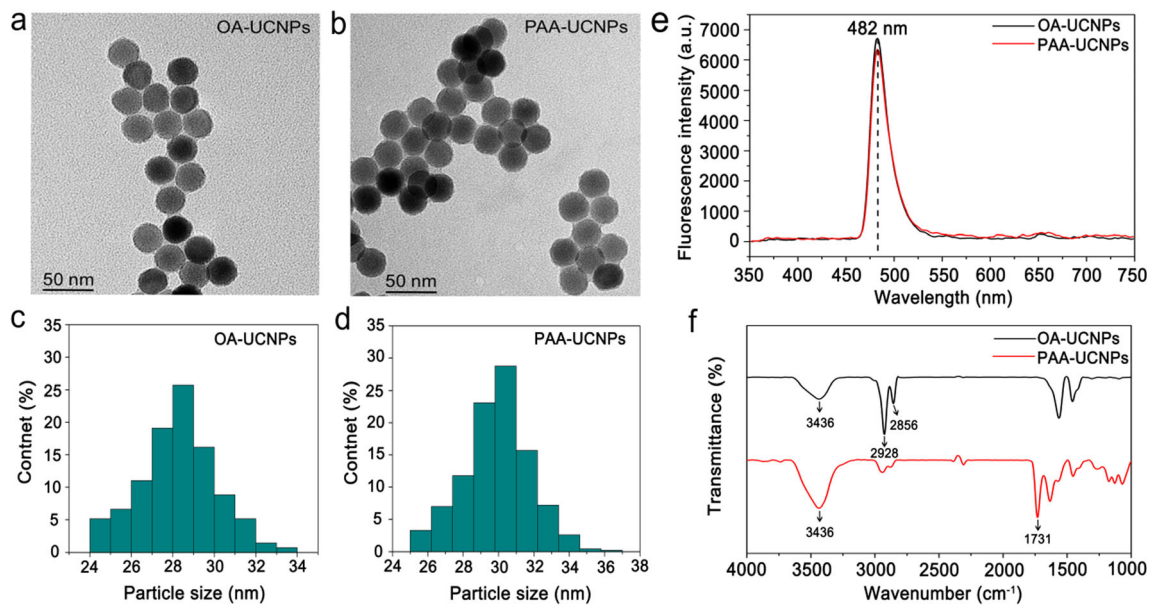 a
OA-UCNPs
50 nm
b
PAA-UCNPs
50 nm
e
Fluorescence intensity (a.u.)
7000
6000
5000
4000
3000
2000
1000
0
482 nm
OA-UCNPs
PAA-UCNPs
350 400 450 500 550 600 650 700 750
Wavelength (nm)
c
OA-UCNPs
Contnet (%)
35
30
25
20
15
10
5
0
24 26 28 30 32 34
Particle size (nm)
d
PAA-UCNPs
Contnet (%)
35
30
25
20
15
10
5
0
24 26 28 30 32 34 36 38
Particle size (nm)
f
OA-UCNPs
PAA-UCNPs
Transmittance (%)
3436
2856
2928
3436
1731
4000 3500 3000 2500 2000 1500 1000
Wavenumber (cm⁻¹)